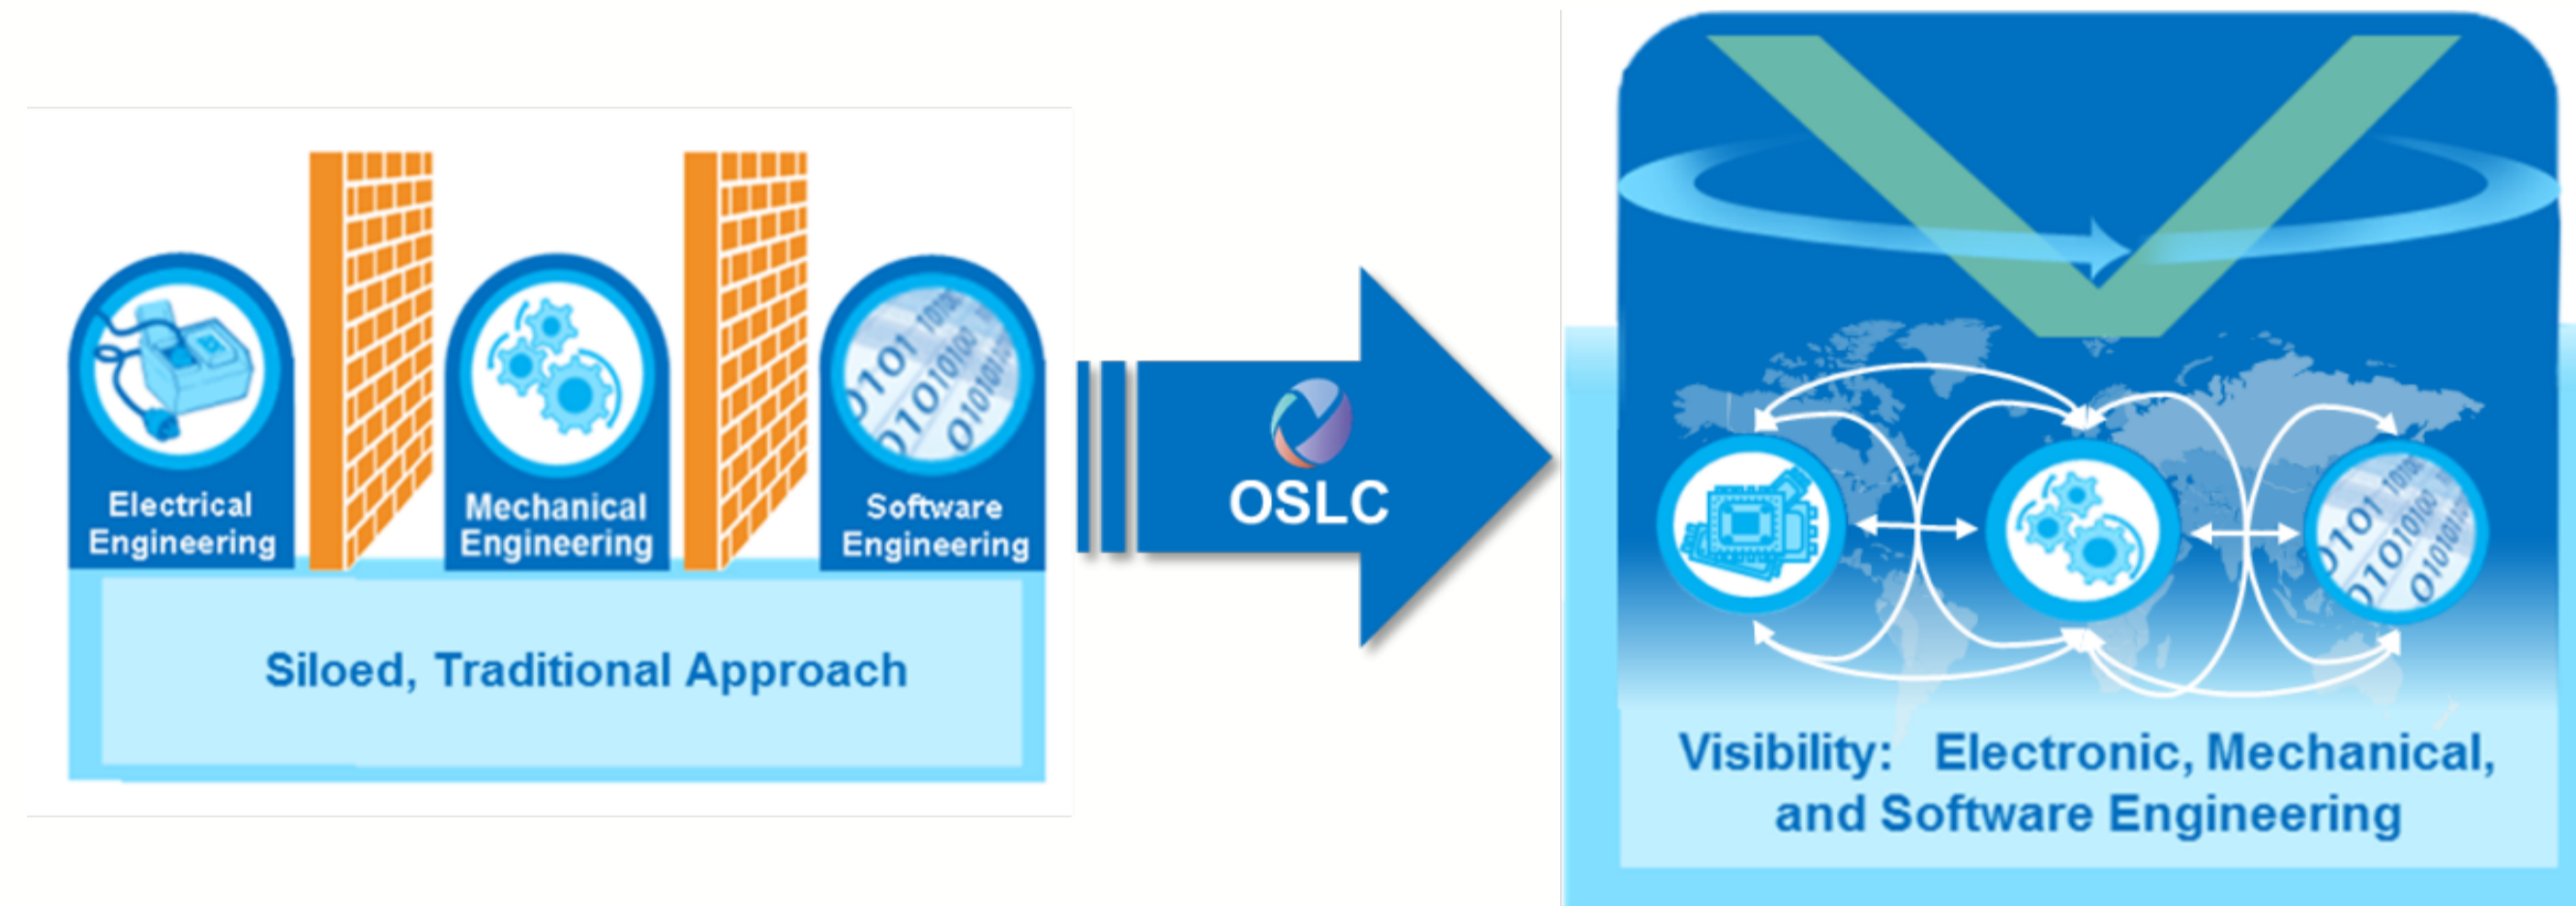 Electrical
Engineering
Mechanical
Engineering
Software
Engineering
Siloed, Traditional Approach
OSLC
Visibility: Electronic, Mechanical,
and Software Engineering